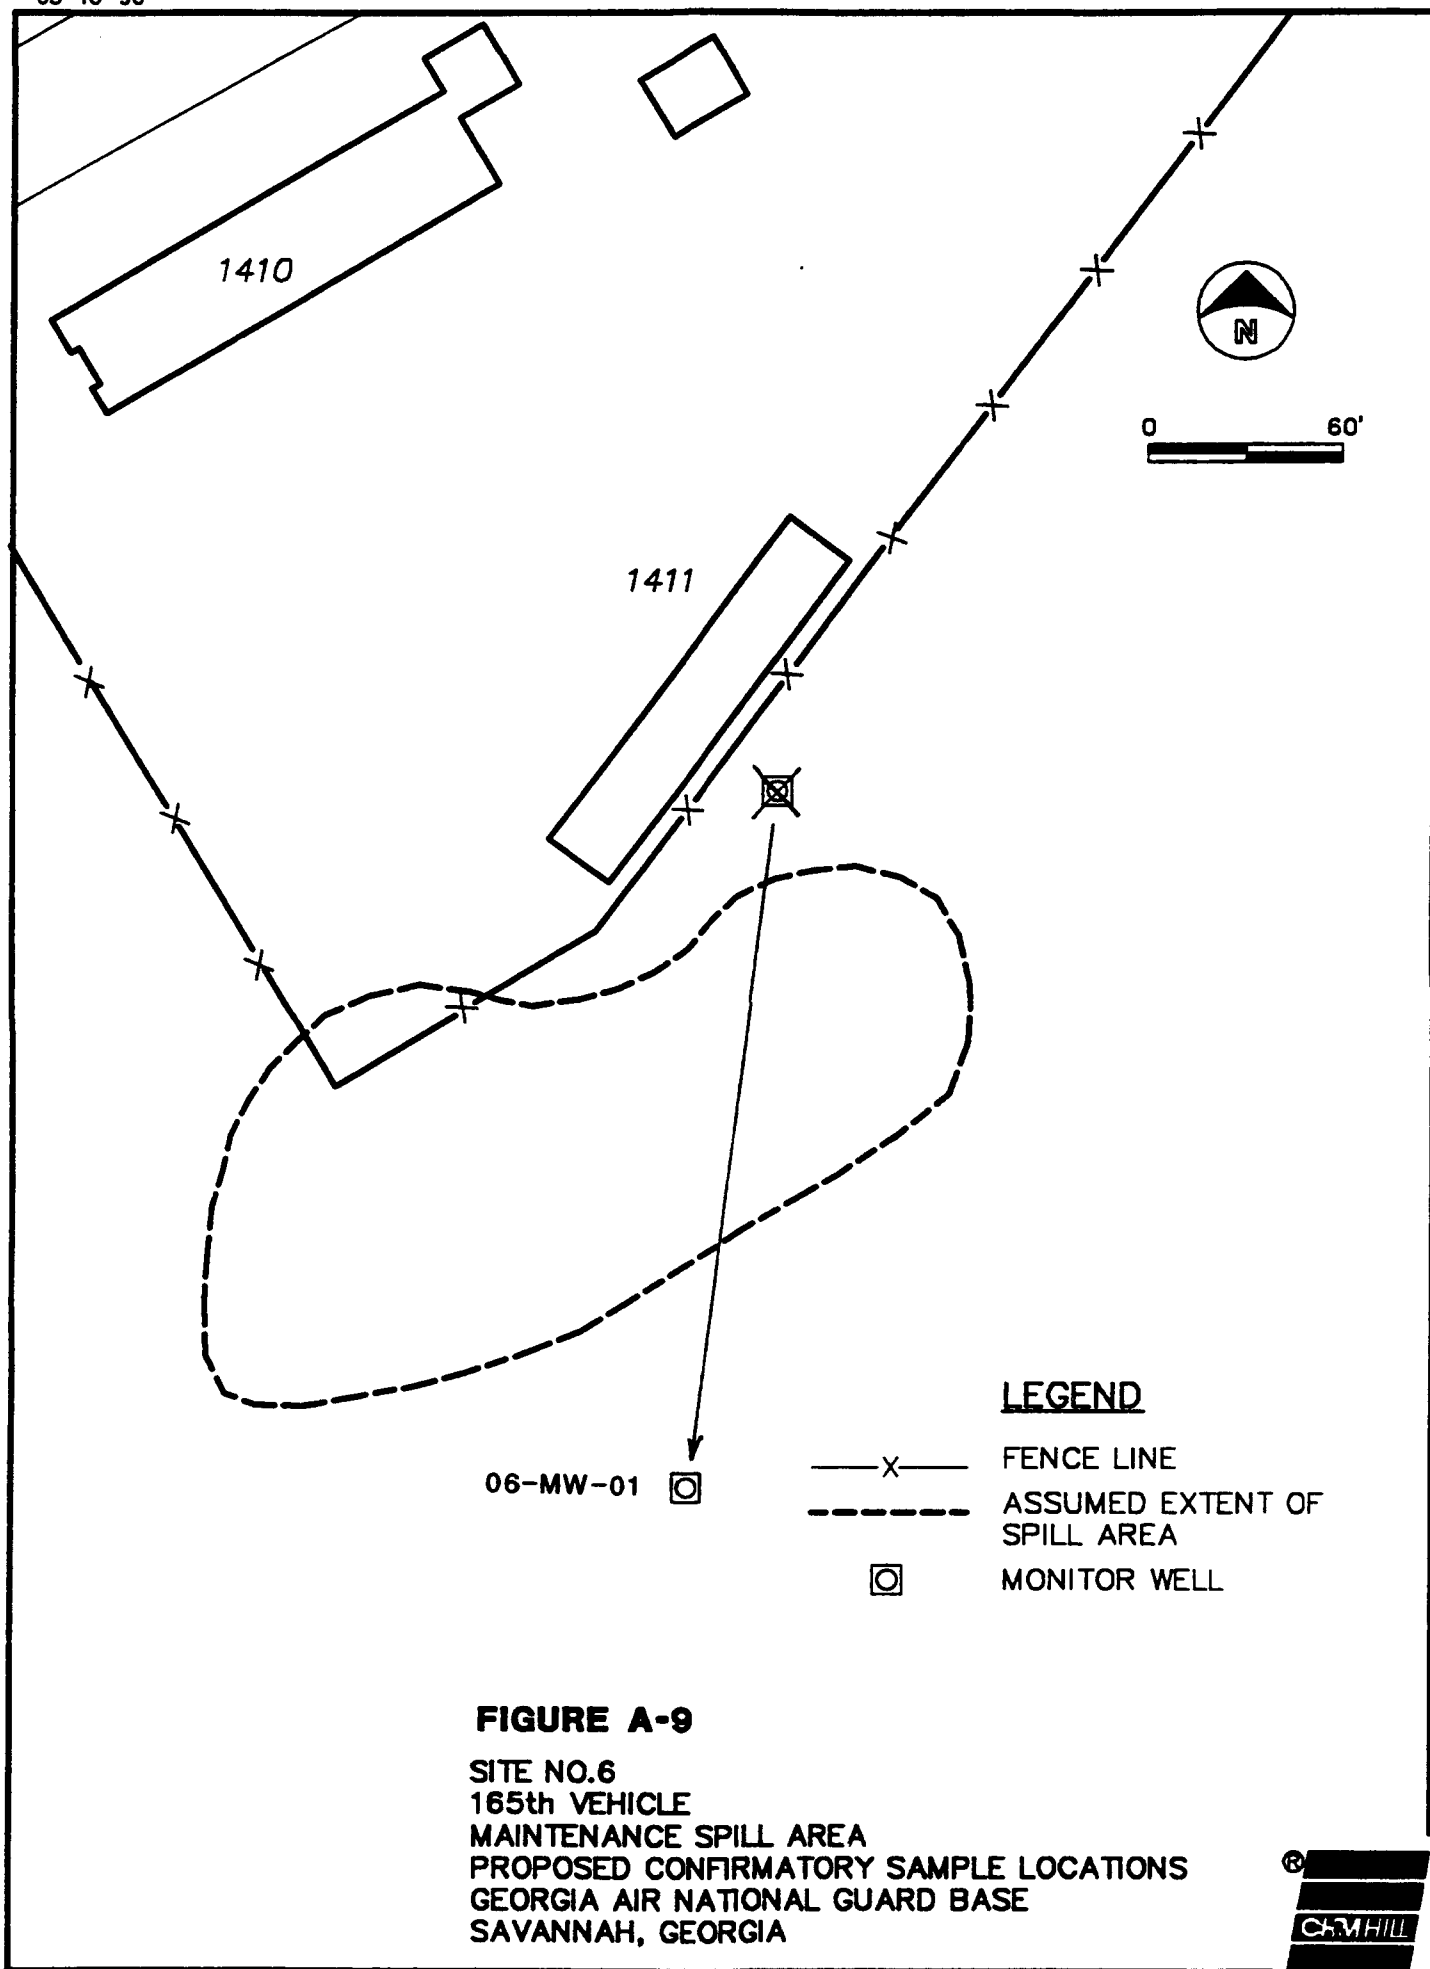 1410
N
0 60'
1411
06-MW-01
LEGEND
X FENCE LINE
ASSUMED EXTENT OF
SPILL AREA
MONITOR WELL
FIGURE A-9
SITE NO.6
165th VEHICLE
MAINTENANCE SPILL AREA
PROPOSED CONFIRMATORY SAMPLE LOCATIONS
GEORGIA AIR NATIONAL GUARD BASE
SAVANNAH, GEORGIA
®
CH2M HILL